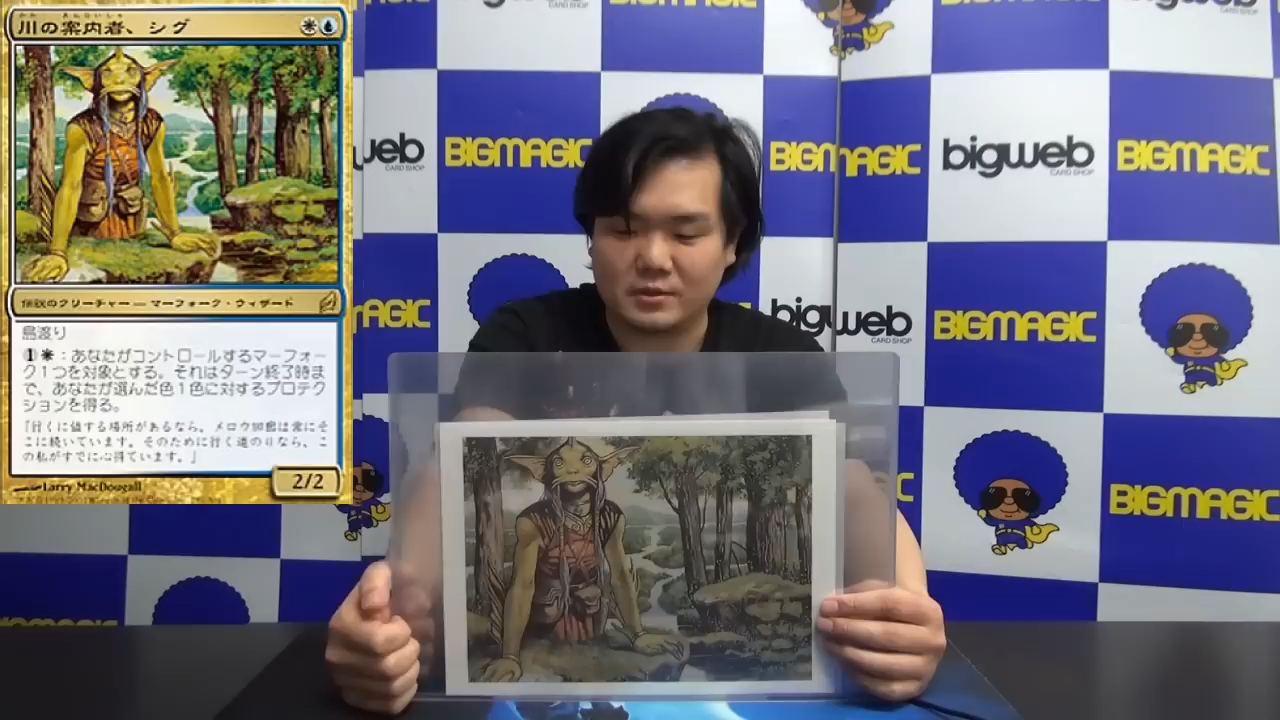 川の案内者、シグ
伝説のクリーチャー ― マーフォーク・ウィザード
島渡り
①：あなたがコントロールするマーフォー
ク１つを対象とする。それはターン終了時ま
で、あなたが選んだ色１色に対するプロテク
ションを得る。
「行くに値する場所があるなら、メロウ回廊は常にそ
こに続いています。そのために行く道のりなら、こ
の私がすでに心得ています。」
Larry MacDougall
2/2
BIGMAGIC
bigweb
CARD SHOP
BIGMAGIC
BIGMAGIC
bigweb
CARD SHOP
BIGMAGIC
bigweb
CARD SHOP
BIGMAGIC
BIGMAGIC